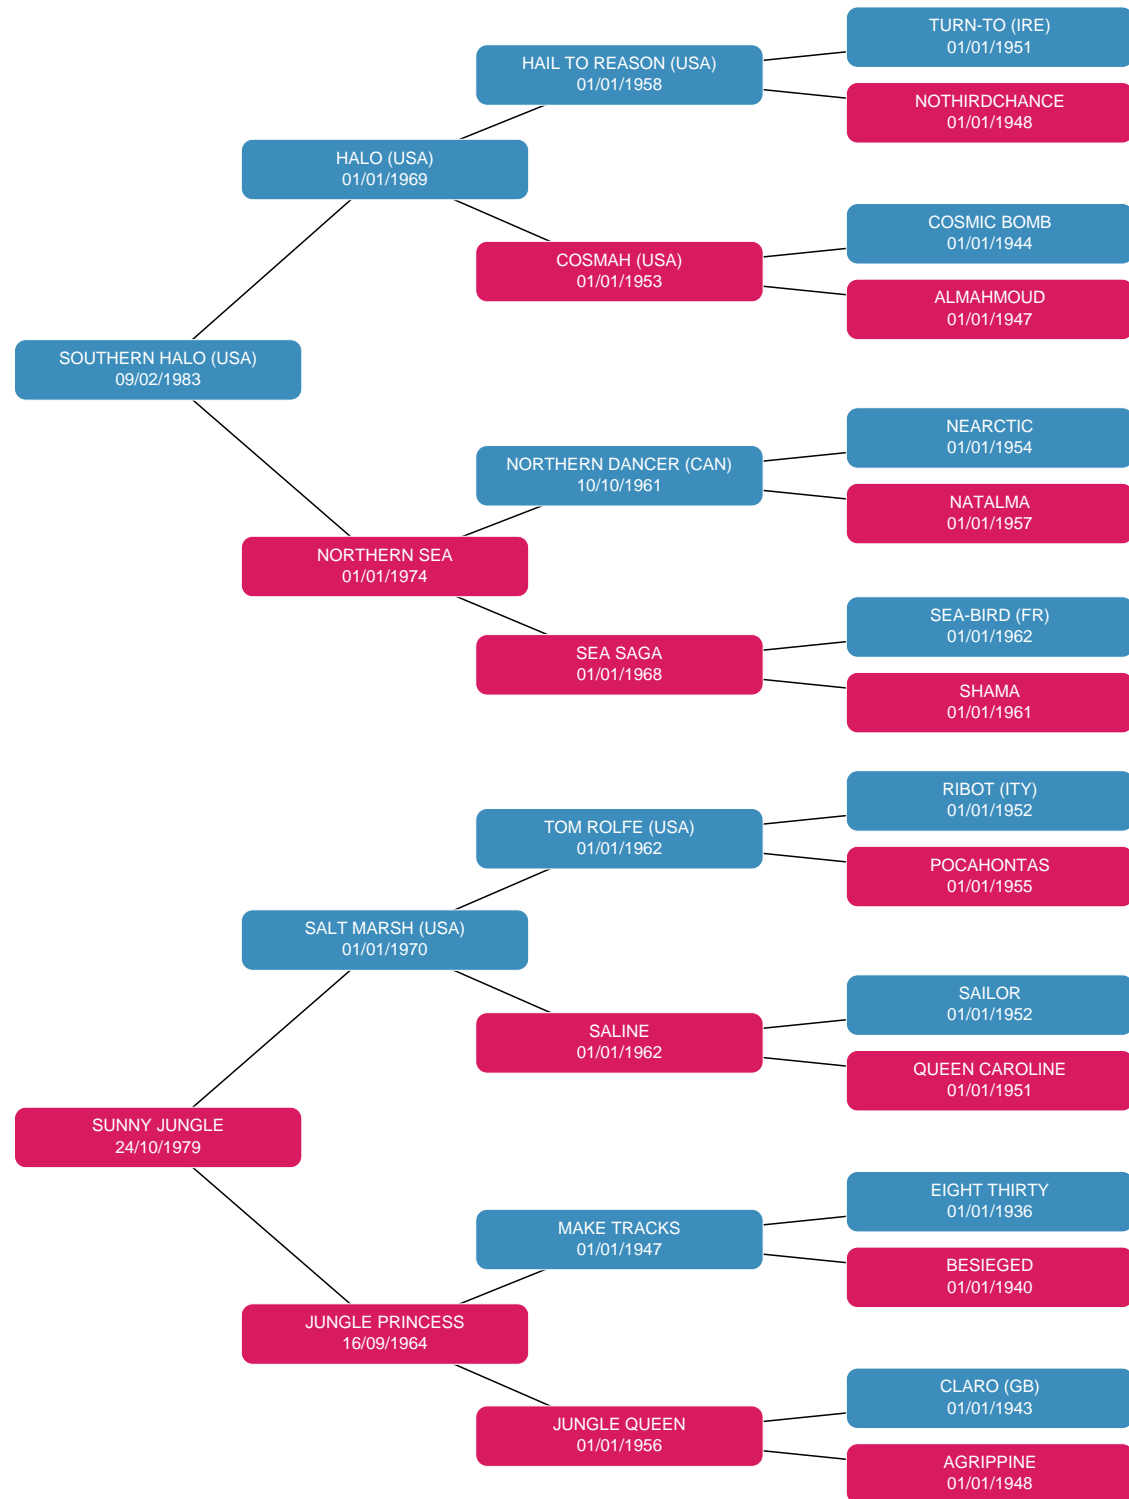 TURN-TO (IRE)
01/01/1951
HAIL TO REASON (USA)
01/01/1958
NOTHIRDCHANCE
01/01/1948
HALO (USA)
01/01/1969
COSMIC BOMB
01/01/1944
COSMAH (USA)
01/01/1953
ALMAHMOUD
01/01/1947
SOUTHERN HALO (USA)
09/02/1983
NEARCTIC
01/01/1954
NORTHERN DANCER (CAN)
10/10/1961
NATALMA
01/01/1957
NORTHERN SEA
01/01/1974
SEA-BIRD (FR)
01/01/1962
SEA SAGA
01/01/1968
SHAMA
01/01/1961
RIBOT (ITY)
01/01/1952
TOM ROLFE (USA)
01/01/1962
POCAHONTAS
01/01/1955
SALT MARSH (USA)
01/01/1970
SAILOR
01/01/1952
SALINE
01/01/1962
QUEEN CAROLINE
01/01/1951
SUNNY JUNGLE
24/10/1979
EIGHT THIRTY
01/01/1936
MAKE TRACKS
01/01/1947
BESIEGED
01/01/1940
JUNGLE PRINCESS
16/09/1964
CLARO (GB)
01/01/1943
JUNGLE QUEEN
01/01/1956
AGRIPPINE
01/01/1948